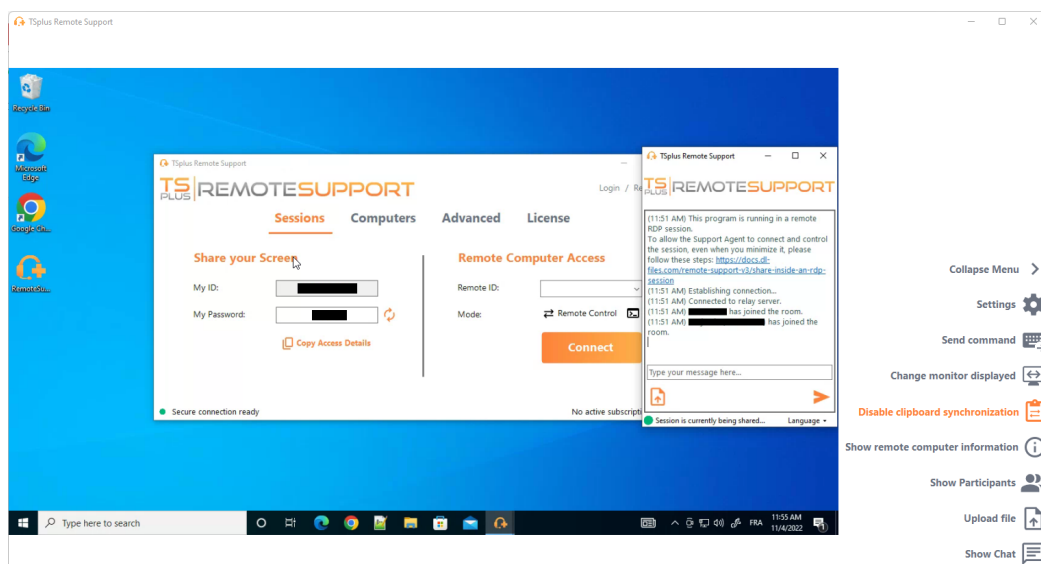 TSplus Remote Support
Recycle Bin
Microsoft
Edge
Google Ch...
RemoteSu...
TSplus Remote Support
TS PLUS REMOTESUPPORT
Login / Re
Sessions Computers Advanced License
Share your Screen
My ID:
My Password:
Copy Access Details
Remote Computer Access
Remote ID:
Mode: Remote Control
Connect
Secure connection ready
No active subscripti
TSplus Remote Support
TS PLUS REMOTESUPPORT
(11:51 AM) This program is running in a remote
RDP session.
To allow the Support Agent to connect and control
the session, even when you minimize it, please
follow these steps: https://docs.dl-
files.com/remote-support-v3/share-inside-an-rdp-
session
(11:51 AM) Establishing connection...
(11:51 AM) Connected to relay server.
(11:51 AM) has joined the room.
(11:51 AM) has joined the
room.
Type your message here...
Session is currently being shared... Language
Collapse Menu
Settings
Send command
Change monitor displayed
Disable clipboard synchronization
Show remote computer information
Show Participants
Upload file
Show Chat
Type here to search
FRA
11:55 AM
11/4/2022
1